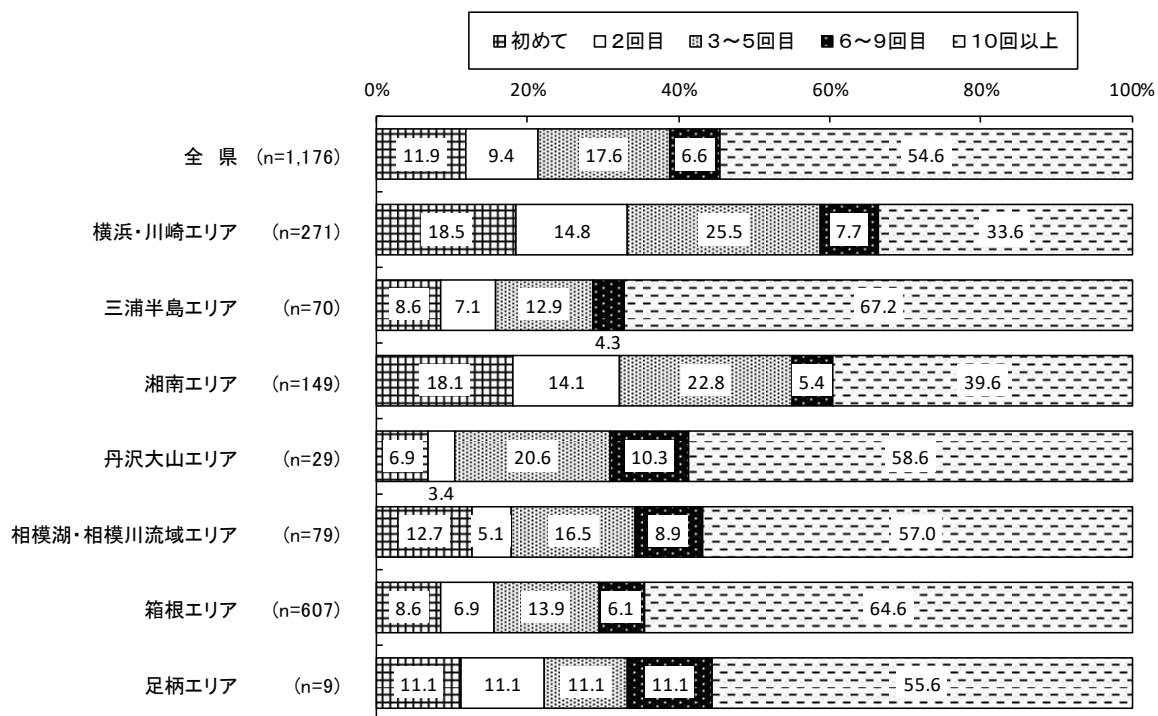 初めて 2回目 3~5回目 6~9回目 10回以上
0% 20% 40% 60% 80% 100%
全 県 (n=1,176) 11.9 9.4 17.6 6.6 54.6
横浜・川崎エリア (n=271) 18.5 14.8 25.5 7.7 33.6
三浦半島エリア (n=70) 8.6 7.1 12.9 67.2
4.3
湘南エリア (n=149) 18.1 14.1 22.8 5.4 39.6
丹沢大山エリア (n=29) 6.9 20.6 10.3 58.6
3.4
相模湖・相模川流域エリア (n=79) 12.7 5.1 16.5 8.9 57.0
箱根エリア (n=607) 8.6 6.9 13.9 6.1 64.6
足柄エリア (n=9) 11.1 11.1 11.1 11.1 55.6